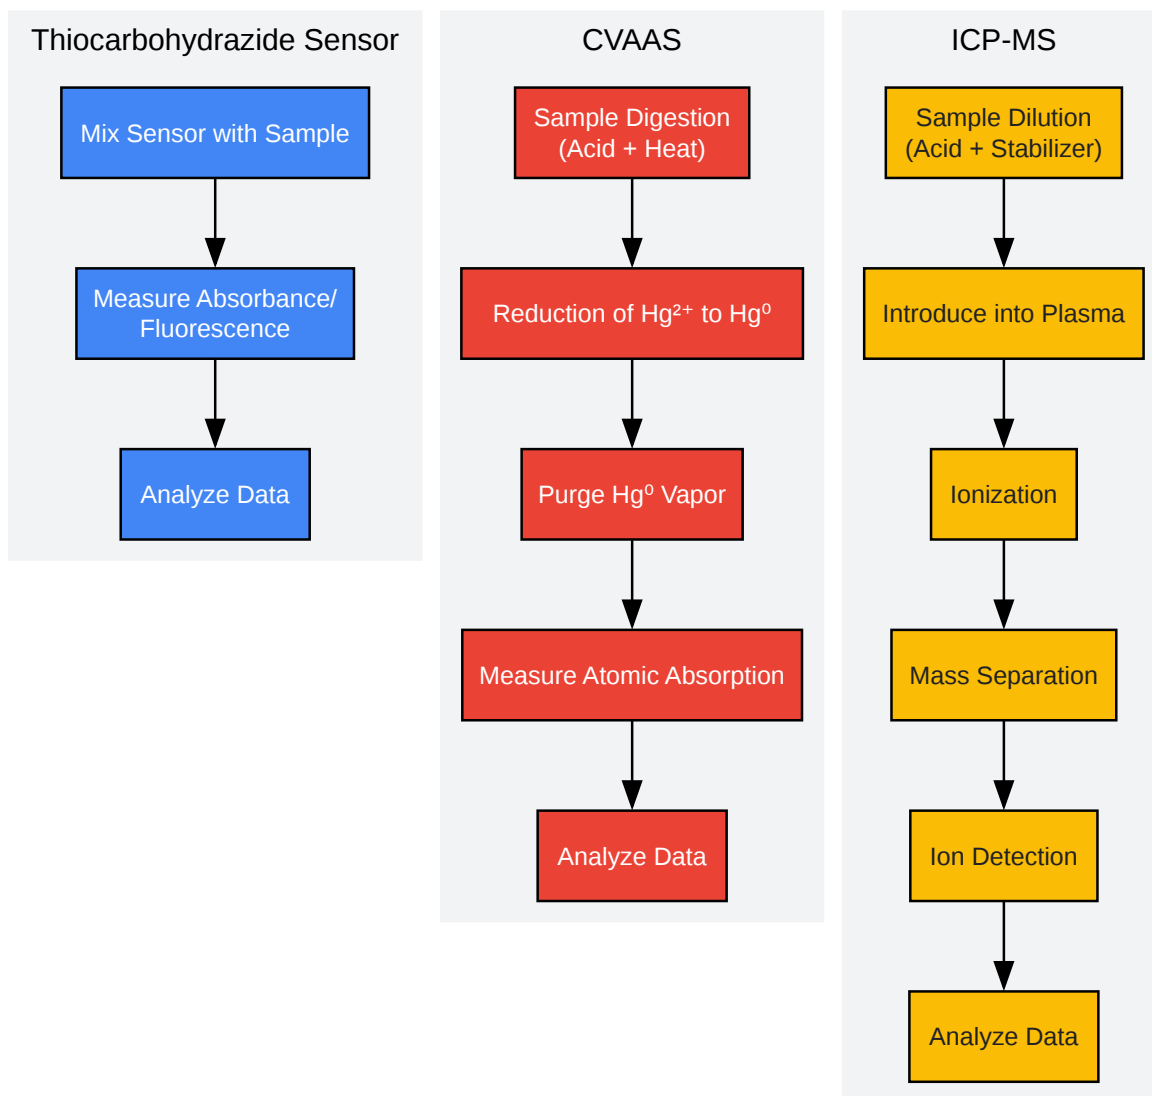 Thiocarbohydrazide Sensor
Mix Sensor with Sample
Measure Absorbance/
Fluorescence
Analyze Data
CVAAS
Sample Digestion
(Acid + Heat)
Reduction of Hg²⁺ to Hg⁰
Purge Hg⁰ Vapor
Measure Atomic Absorption
Analyze Data
ICP-MS
Sample Dilution
(Acid + Stabilizer)
Introduce into Plasma
Ionization
Mass Separation
Ion Detection
Analyze Data